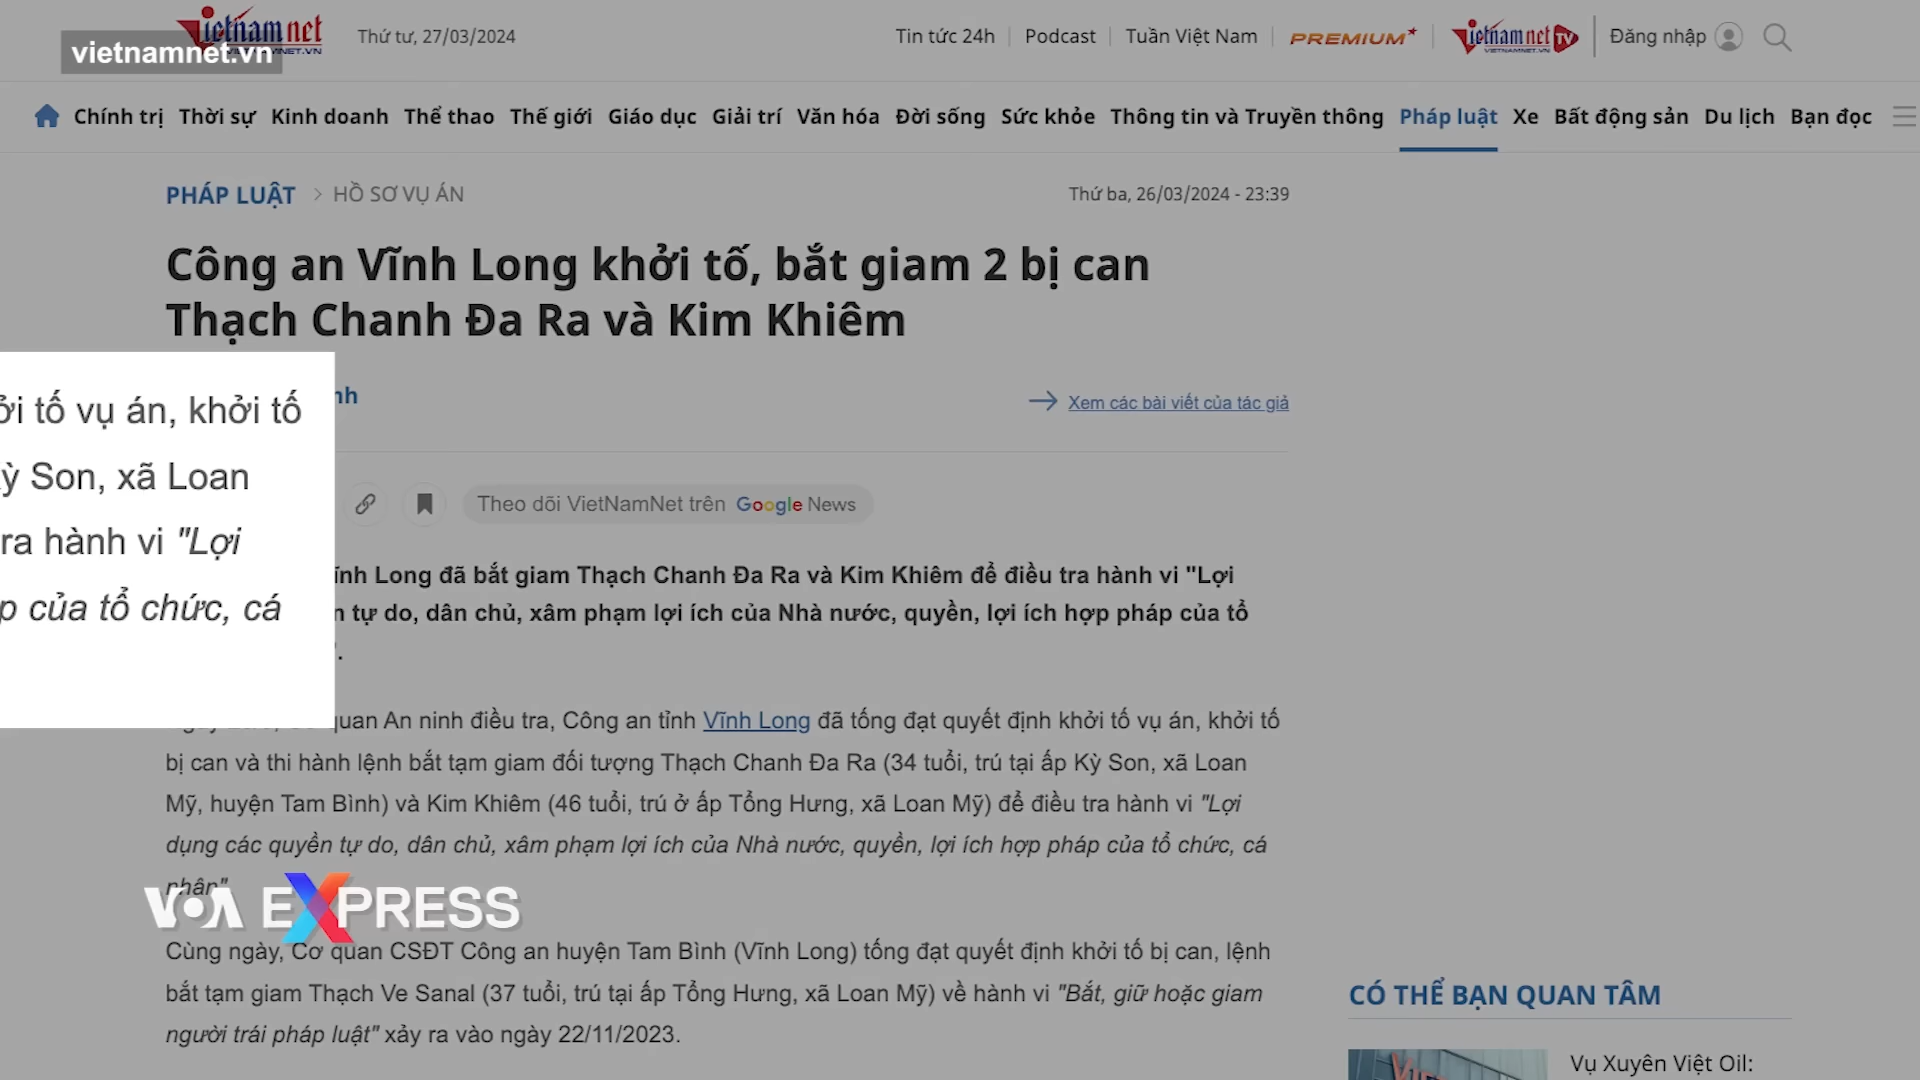 vietnamnet
VIETNAMNET.VN
vietnamnet.vn
Thứ tư, 27/03/2024
Tin tức 24h
Podcast
Tuần Việt Nam
PREMIUM
vietnamnet TV
VIETNAMNET.VN
Đăng nhập
Chính trị Thời sự Kinh doanh Thể thao Thế giới Giáo dục Giải trí Văn hóa Đời sống Sức khỏe Thông tin và Truyền thông Pháp luật Xe Bất động sản Du lịch Bạn đọc
PHÁP LUẬT > HỒ SƠ VỤ ÁN
Thứ ba, 26/03/2024 - 23:39
Công an Vĩnh Long khởi tố, bắt giam 2 bị can
Thạch Chanh Đa Ra và Kim Khiêm
nh
Xem các bài viết của tác giả
tố vụ án, khởi tố
Son, xã Loan
ra hành vi "Lợi
của tổ chức, cá
Theo dõi VietNamNet trên Google News
Long đã bắt giam Thạch Chanh Đa Ra và Kim Khiêm để điều tra hành vi "Lợi
tự do, dân chủ, xâm phạm lợi ích của Nhà nước, quyền, lợi ích hợp pháp của tổ
quan An ninh điều tra, Công an tỉnh Vĩnh Long đã tống đạt quyết định khởi tố vụ án, khởi tố
bị can và thi hành lệnh bắt tạm giam đối tượng Thạch Chanh Đa Ra (34 tuổi, trú tại ấp Kỳ Son, xã Loan
Mỹ, huyện Tam Bình) và Kim Khiêm (46 tuổi, trú ở ấp Tổng Hưng, xã Loan Mỹ) để điều tra hành vi "Lợi
dụng các quyền tự do, dân chủ, xâm phạm lợi ích của Nhà nước, quyền, lợi ích hợp pháp của tổ chức, cá
nhân"
VOA EXPRESS
Cùng ngày, Cơ quan CSĐT Công an huyện Tam Bình (Vĩnh Long) tống đạt quyết định khởi tố bị can, lệnh
bắt tạm giam Thạch Ve Sanal (37 tuổi, trú tại ấp Tổng Hưng, xã Loan Mỹ) về hành vi "Bắt, giữ hoặc giam
người trái pháp luật" xảy ra vào ngày 22/11/2023.
CÓ THỂ BẠN QUAN TÂM
Vụ Xuyên Việt Oil: